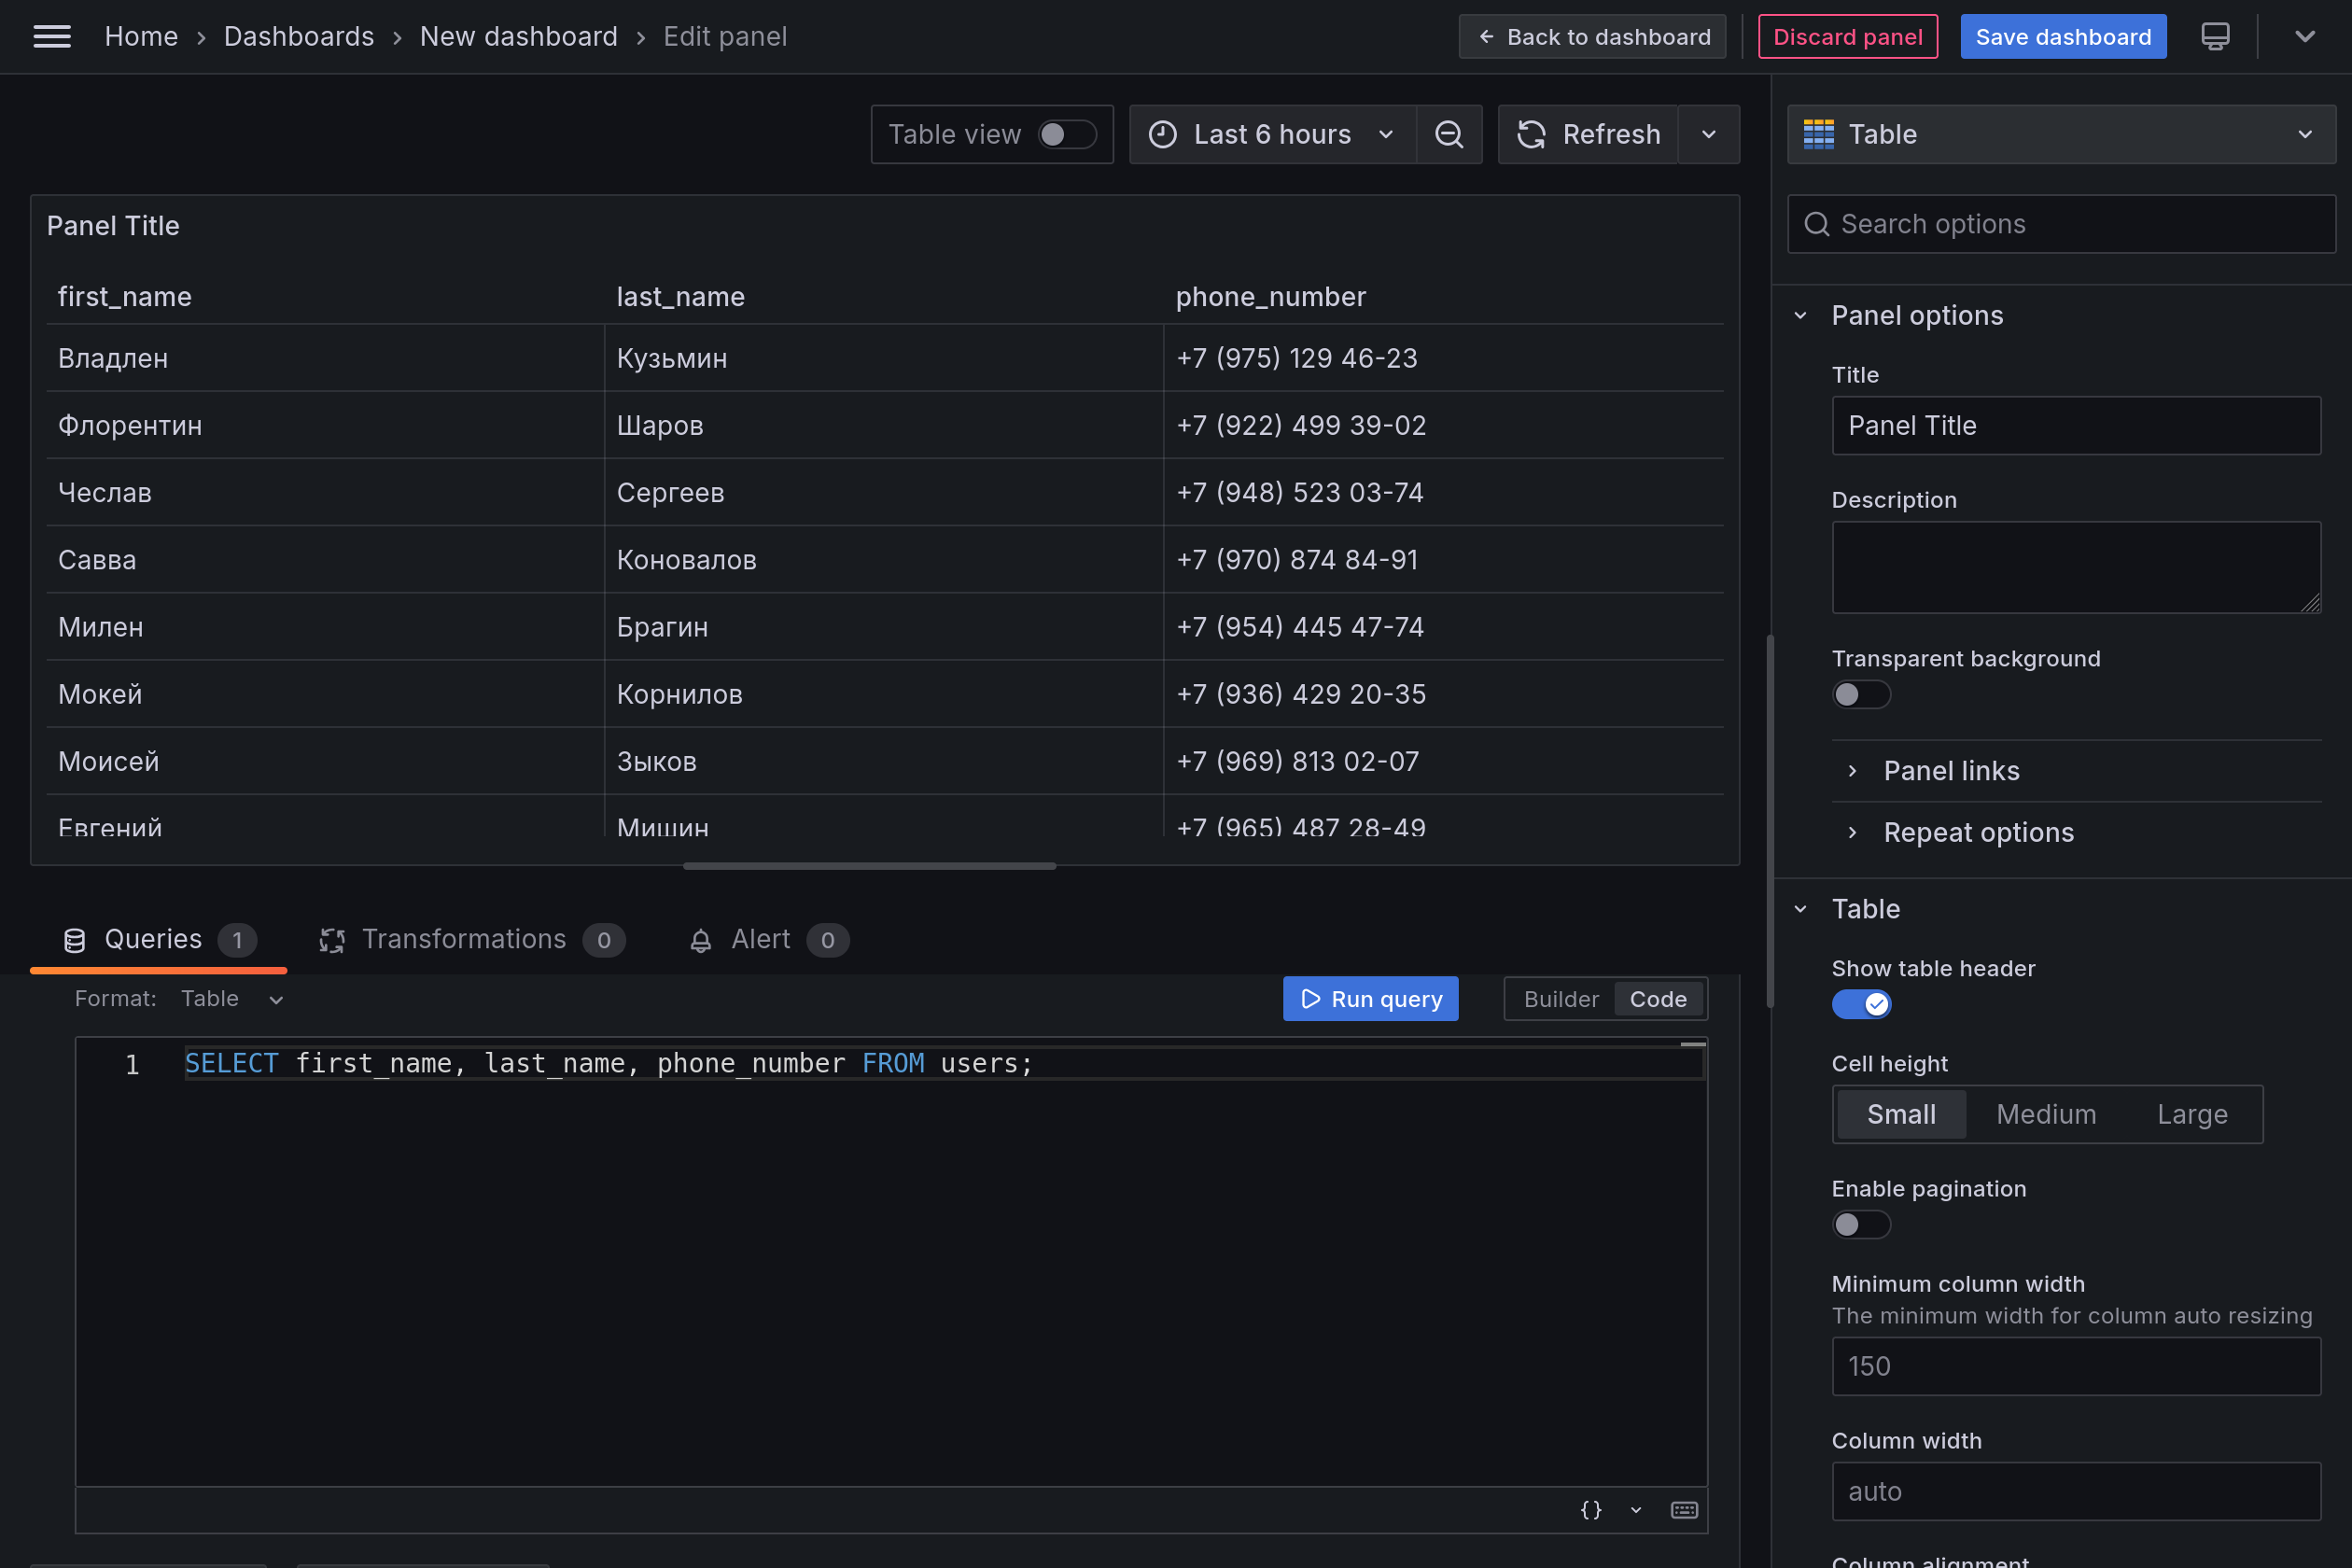 Home › Dashboards › New dashboard › Edit panel
← Back to dashboard
Discard panel
Save dashboard
Table view
Last 6 hours
Refresh
Table
Search options
Panel Title
first_name last_name phone_number
Владлен Кузьмин +7 (975) 129 46-23
Флорентин Шаров +7 (922) 499 39-02
Чеслав Сергеев +7 (948) 523 03-74
Савва Коновалов +7 (970) 874 84-91
Милен Брагин +7 (954) 445 47-74
Мокей Корнилов +7 (936) 429 20-35
Моисей Зыков +7 (969) 813 02-07
Евгений Мишин +7 (965) 487 28-49
Queries 1
Transformations 0
Alert 0
Format: Table
Run query
Builder Code
1 SELECT first_name, last_name, phone_number FROM users;
{}
Panel options
Title
Panel Title
Description
Transparent background
Panel links
Repeat options
Table
Show table header
Cell height
Small Medium Large
Enable pagination
Minimum column width
The minimum width for column auto resizing
150
Column width
auto
Column alignment